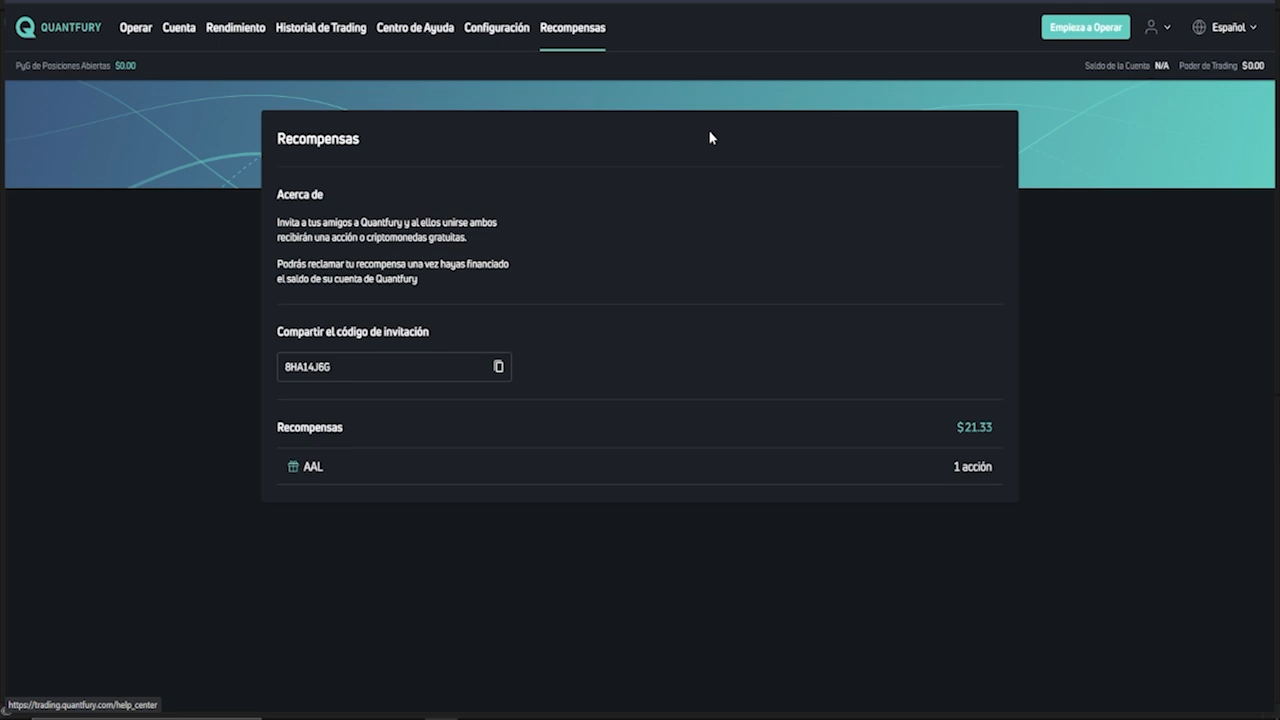 QUANTFURY Operar Cuenta Rendimiento Historial de Trading Centro de Ayuda Configuración Recompensas Empieza a Operar Español
PyG de Posiciones Abiertas $0.00 Saldo de la Cuenta N/A Poder de Trading $0.00
Recompensas
Acerca de
Invita a tus amigos a Quantfury y al ellos unirse ambos
recibirán una acción o criptomonedas gratuitas.
Podrás reclamar tu recompensa una vez hayas financiado
el saldo de su cuenta de Quantfury
Compartir el código de invitación
8HA14J6G
Recompensas $21.33
AAL 1 acción
https://trading.quantfury.com/help_center